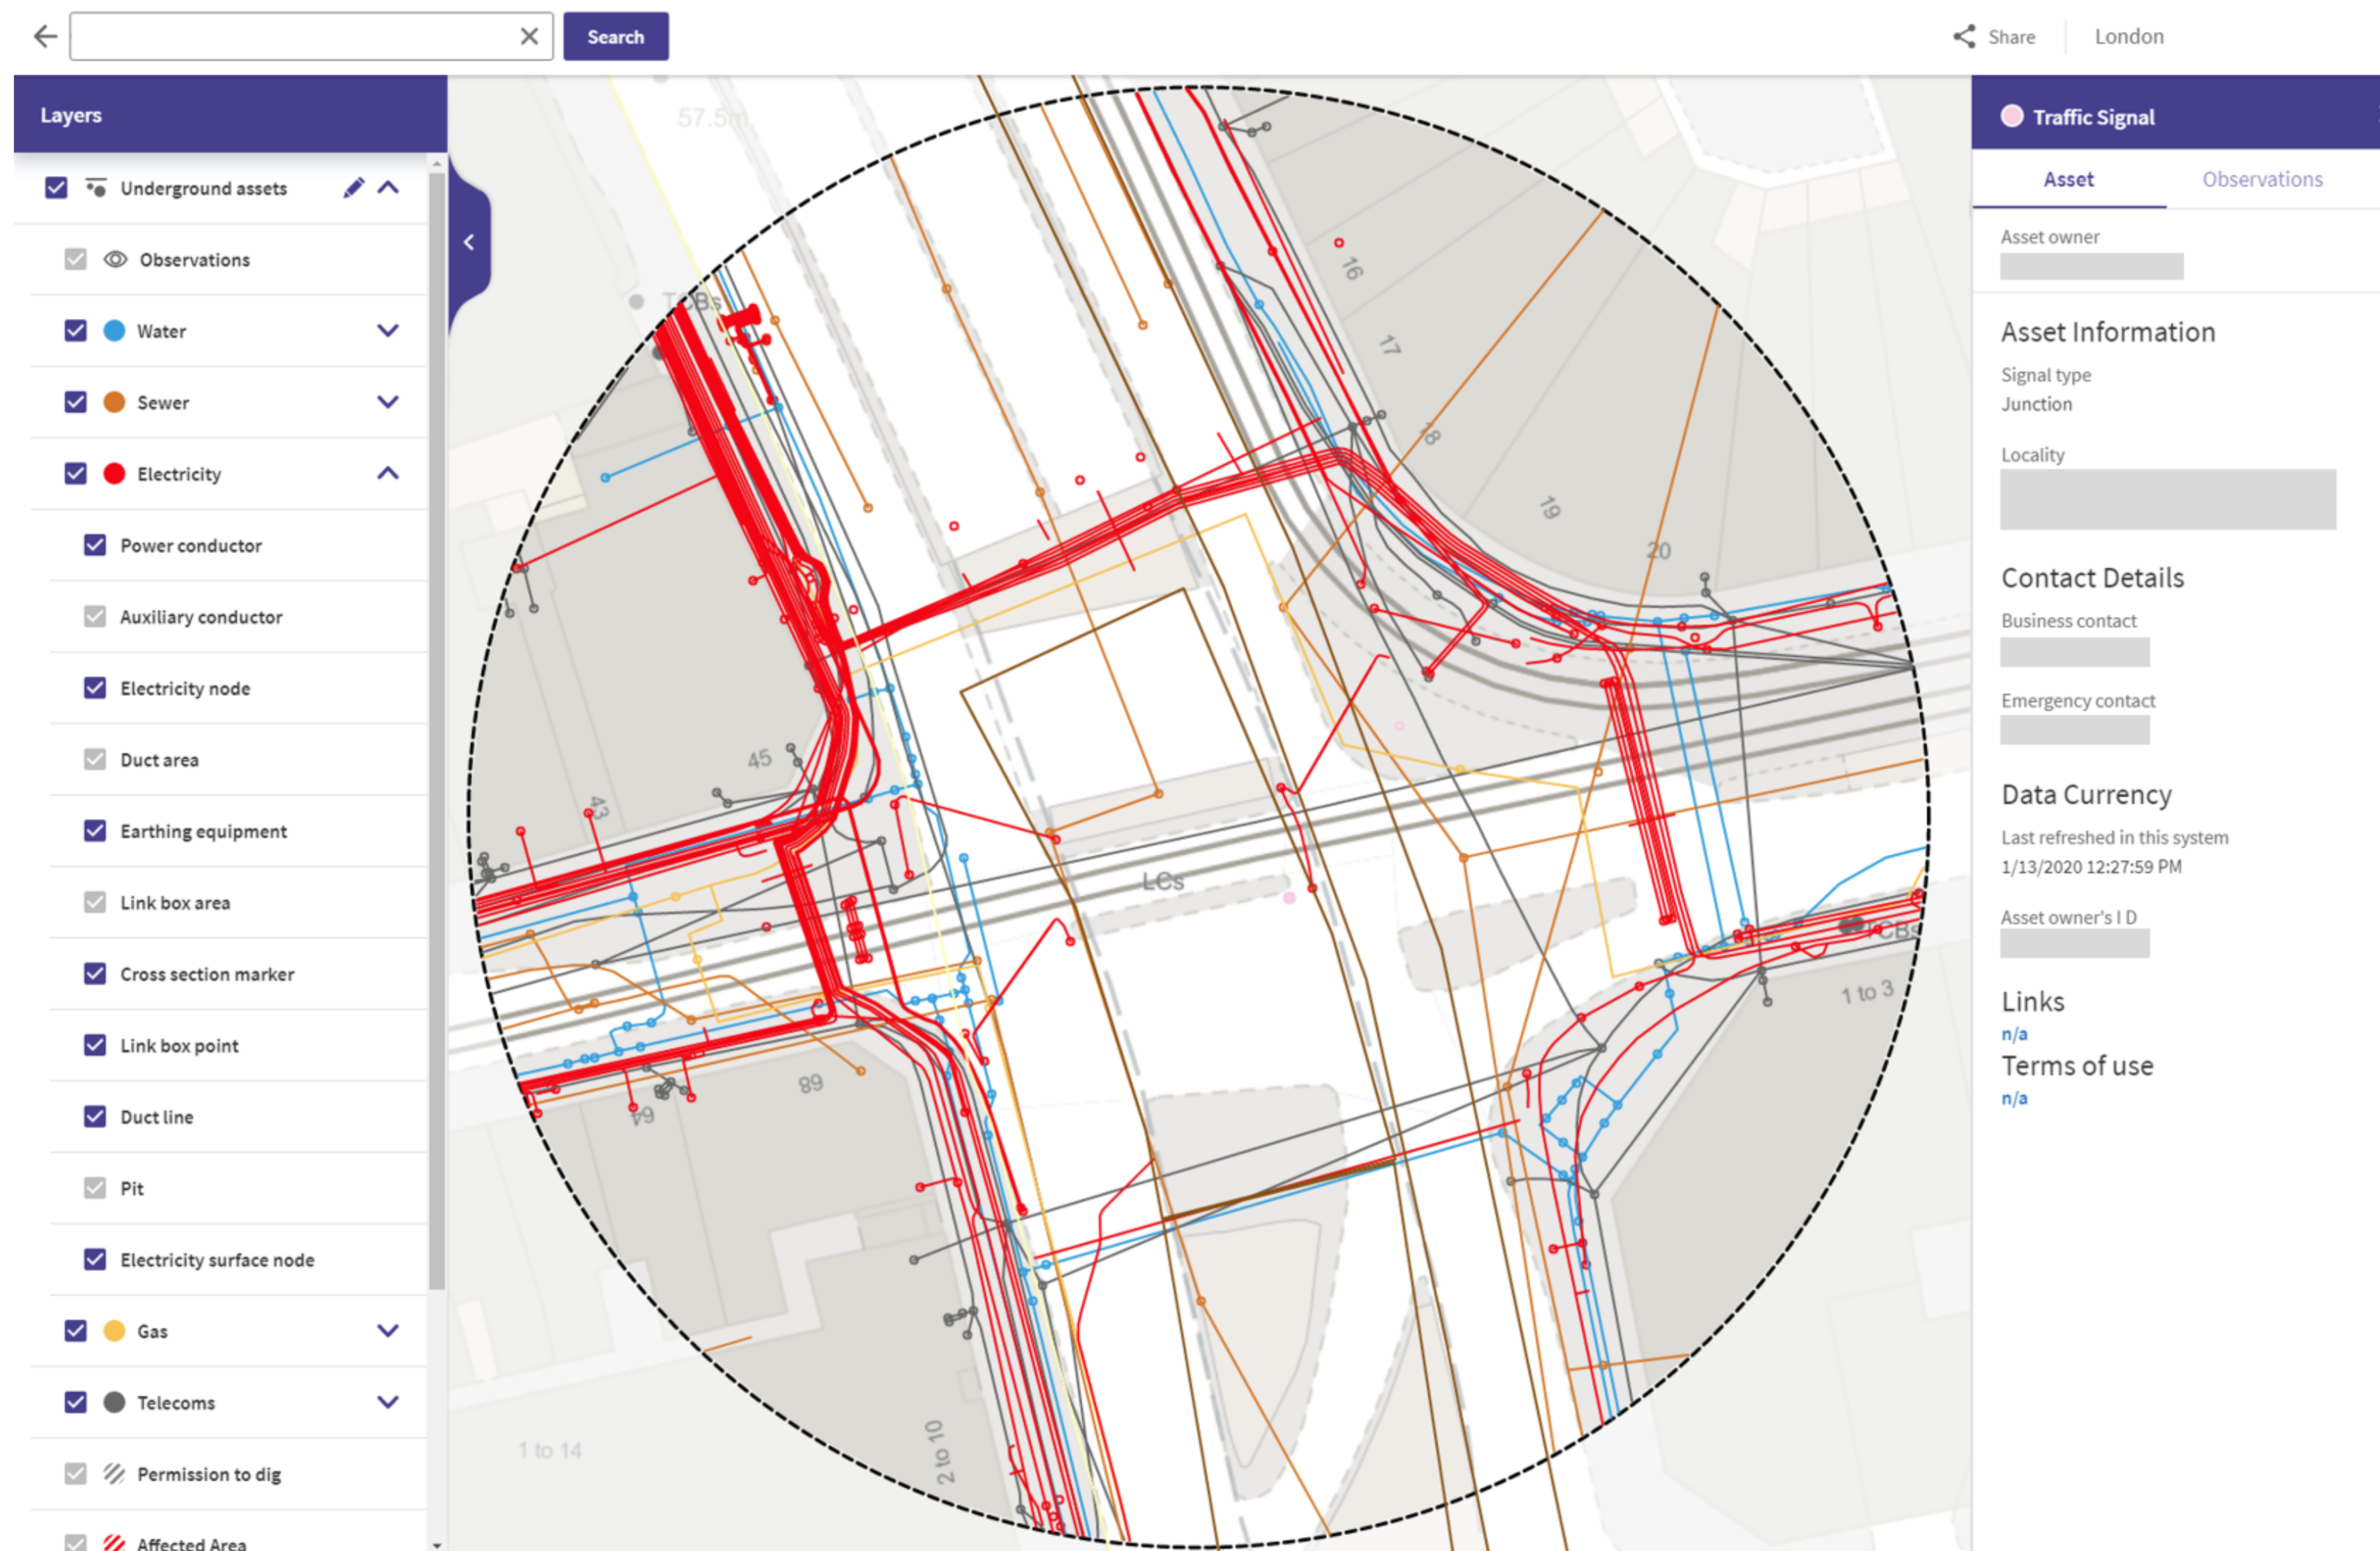 Search
Share
London
Layers
Underground assets
Observations
Water
Sewer
Electricity
Power conductor
Auxiliary conductor
Electricity node
Duct area
Earthing equipment
Link box area
Cross section marker
Link box point
Duct line
Pit
Electricity surface node
Gas
Telecoms
Permission to dig
Affected Area
57.5m
TCBs
16
17
18
19
20
45
43
LCs
TCBs
1 to 3
68
64
2 to 10
1 to 14
Traffic Signal
Asset
Observations
Asset owner
Asset Information
Signal type
Junction
Locality
Contact Details
Business contact
Emergency contact
Data Currency
Last refreshed in this system
1/13/2020 12:27:59 PM
Asset owner's I D
Links
n/a
Terms of use
n/a